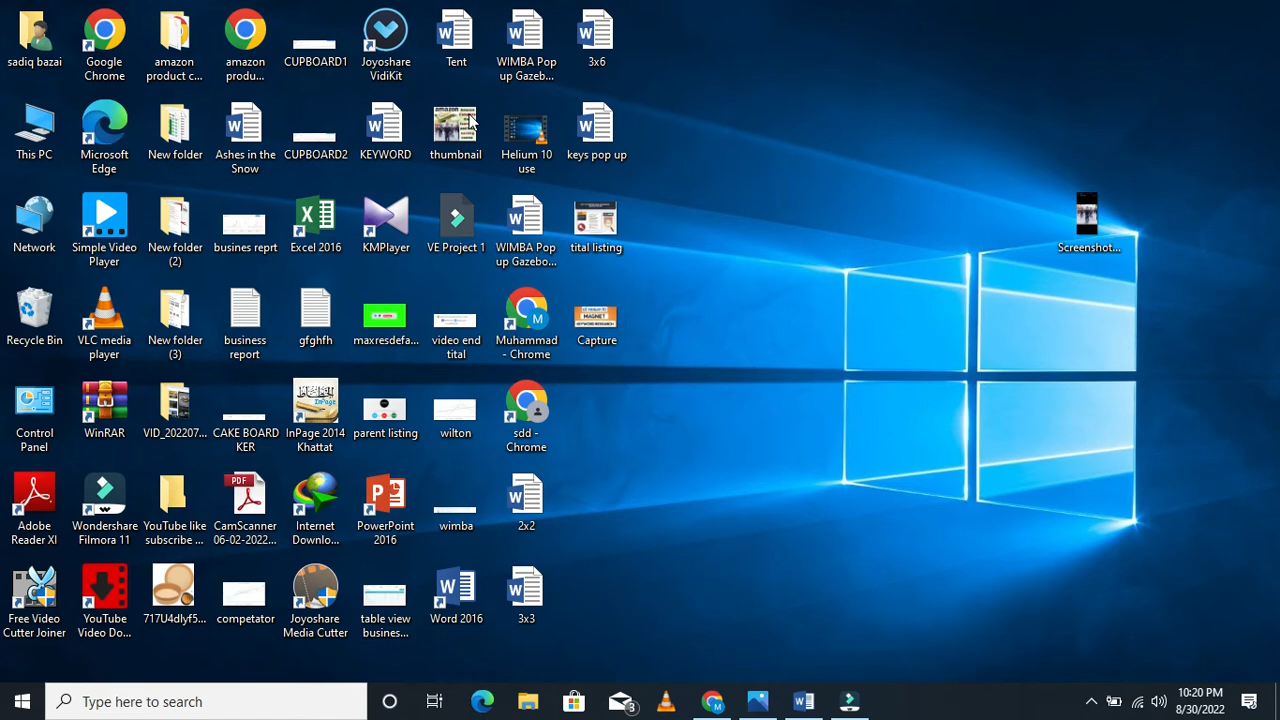 sadiq bazai
Google Chrome
amazon product c...
amazon produ...
CUPBOARD1
Joyoshare VidiKit
Tent
WIMBA Pop up Gazeb...
3x6
This PC
Microsoft Edge
New folder
Ashes in the Snow
CUPBOARD2
KEYWORD
thumbnail
Helium 10 use
keys pop up
Network
Simple Video Player
New folder (2)
busines reprt
Excel 2016
KMPlayer
VE Project 1
WIMBA Pop up Gazebo...
tital listing
Screenshot...
Recycle Bin
VLC media player
New folder (3)
business report
gfghfh
maxresdefa...
video end tital
Muhammad - Chrome
Capture
Control Panel
WinRAR
VID_202207...
CAKE BOARD KER
InPage 2014 Khattat
parent listing
wilton
sdd - Chrome
Adobe Reader XI
Wondershare Filmora 11
YouTube like subscribe ...
CamScanner 06-02-2022...
Internet Downlo...
PowerPoint 2016
wimba
2x2
Free Video Cutter Joiner
YouTube Video Do...
717U4dlyf5...
competator
Joyoshare Media Cutter
table view busines...
Word 2016
3x3
Type here to search
10:20 PM
8/30/2022